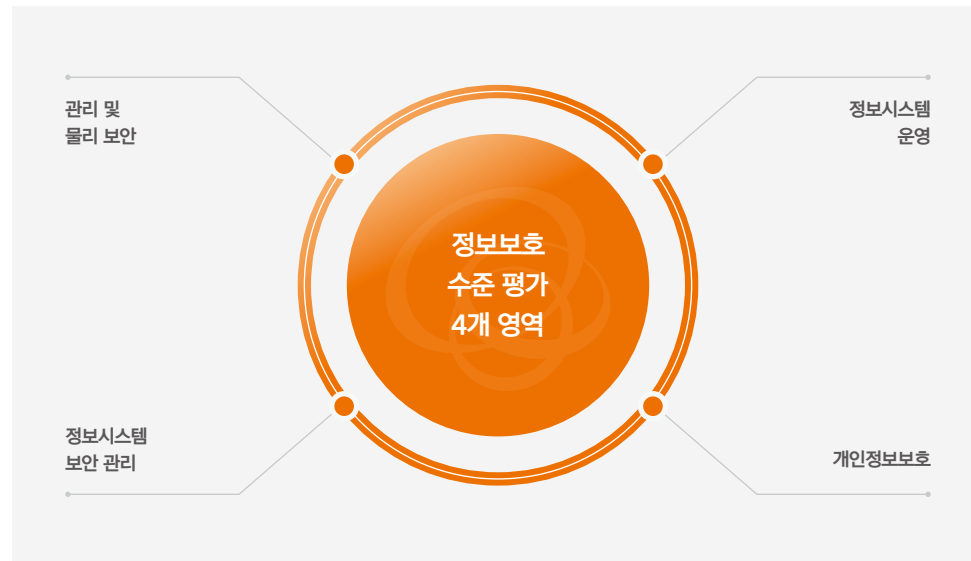 관리 및
물리 보안
정보시스템
운영
정보보호
수준 평가
4개 영역
정보시스템
보안 관리
개인정보보호